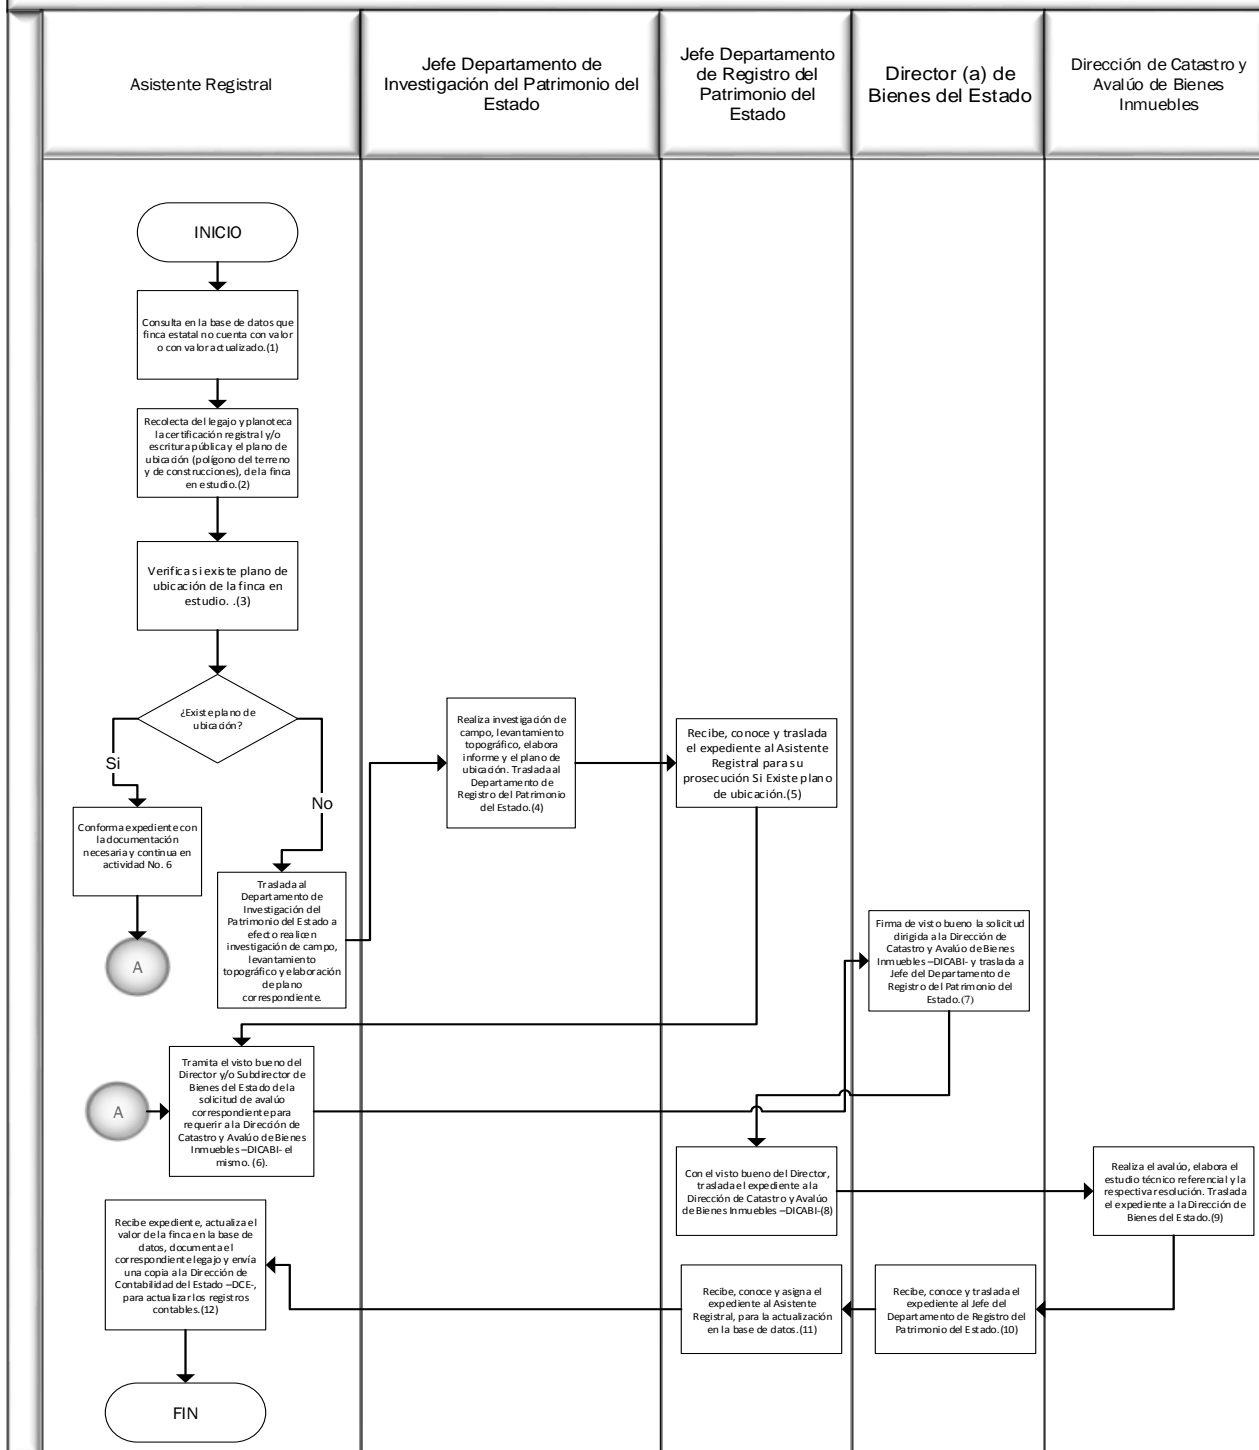 Asistente Registral
Jefe Departamento de
Investigación del Patrimonio del
Estado
Jefe Departamento
de Registro del
Patrimonio del
Estado
Director (a) de
Bienes del Estado
Dirección de Catastro y
Avalúo de Bienes
Inmuebles
INICIO
Consulta en la base de datos que
finca estatal no cuenta con valor
o con valor actualizado.(1)
Recolecta del legajo y planoteca
la certificación registral y/o
escritura pública y el plano de
ubicación (polígono del terreno
y de construcciones), de la finca
en estudio.(2)
Verifica si existe plano de
ubicación de la finca en
estudio. .(3)
¿Existe plano de
ubicación?
Si
No
Conforma expediente con
la documentación
necesaria y continua en
actividad No. 6
A
Traslada al
Departamento de
Investigación del
Patrimonio del Estado a
efecto realicen
investigación de campo,
levantamiento
topográfico y elaboración
de plano
correspondiente.
Realiza investigación de
campo, levantamiento
topográfico, elabora
informe y el plano de
ubicación. Traslada al
Departamento de
Registro del Patrimonio
del Estado.(4)
Recibe, conoce y traslada
el expediente al Asistente
Registral para su
prosecución Si Existe plano
de ubicación.(5)
A
Tramita el visto bueno del
Director y/o Subdirector de
Bienes del Estado de la
solicitud de avalúo
correspondiente para
requerir a la Dirección de
Catastro y Avalúo de Bienes
Inmuebles –DICABI- el
mismo. (6).
Firma de visto bueno la solicitud
dirigida a la Dirección de
Catastro y Avalúo de Bienes
Inmuebles –DICABI- y traslada a
Jefe del Departamento de
Registro del Patrimonio del
Estado.(7)
Con el visto bueno del Director,
traslada el expediente a la
Dirección de Catastro y Avalúo
de Bienes Inmuebles –DICABI-(8)
Realiza el avalúo, elabora el
estudio técnico referencial y la
respectiva resolución. Traslada
el expediente a la Dirección de
Bienes del Estado.(9)
Recibe, conoce y traslada el
expediente al Jefe del
Departamento de Registro del
Patrimonio del Estado.(10)
Recibe, conoce y asigna el
expediente al Asistente
Registral, para la actualización
en la base de datos.(11)
Recibe expediente, actualiza el
valor de la finca en la base de
datos, documenta el
correspondiente legajo y envía
una copia a la Dirección de
Contabilidad del Estado –DCE-,
para actualizar los registros
contables.(12)
FIN